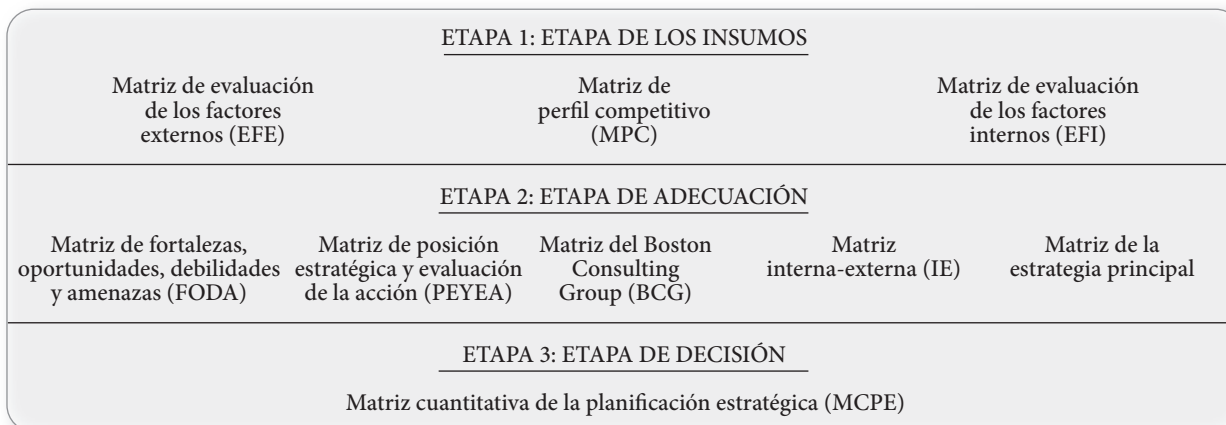 ETAPA 1: ETAPA DE LOS INSUMOS
Matriz de evaluación
de los factores
externos (EFE)
Matriz de
perfil competitivo
(MPC)
Matriz de evaluación
de los factores
internos (EFI)
ETAPA 2: ETAPA DE ADECUACIÓN
Matriz de fortalezas,
oportunidades, debilidades
y amenazas (FODA)
Matriz de posición
estratégica y evaluación
de la acción (PEYEA)
Matriz del Boston
Consulting
Group (BCG)
Matriz
interna-externa (IE)
Matriz de la
estrategia principal
ETAPA 3: ETAPA DE DECISIÓN
Matriz cuantitativa de la planificación estratégica (MCPE)